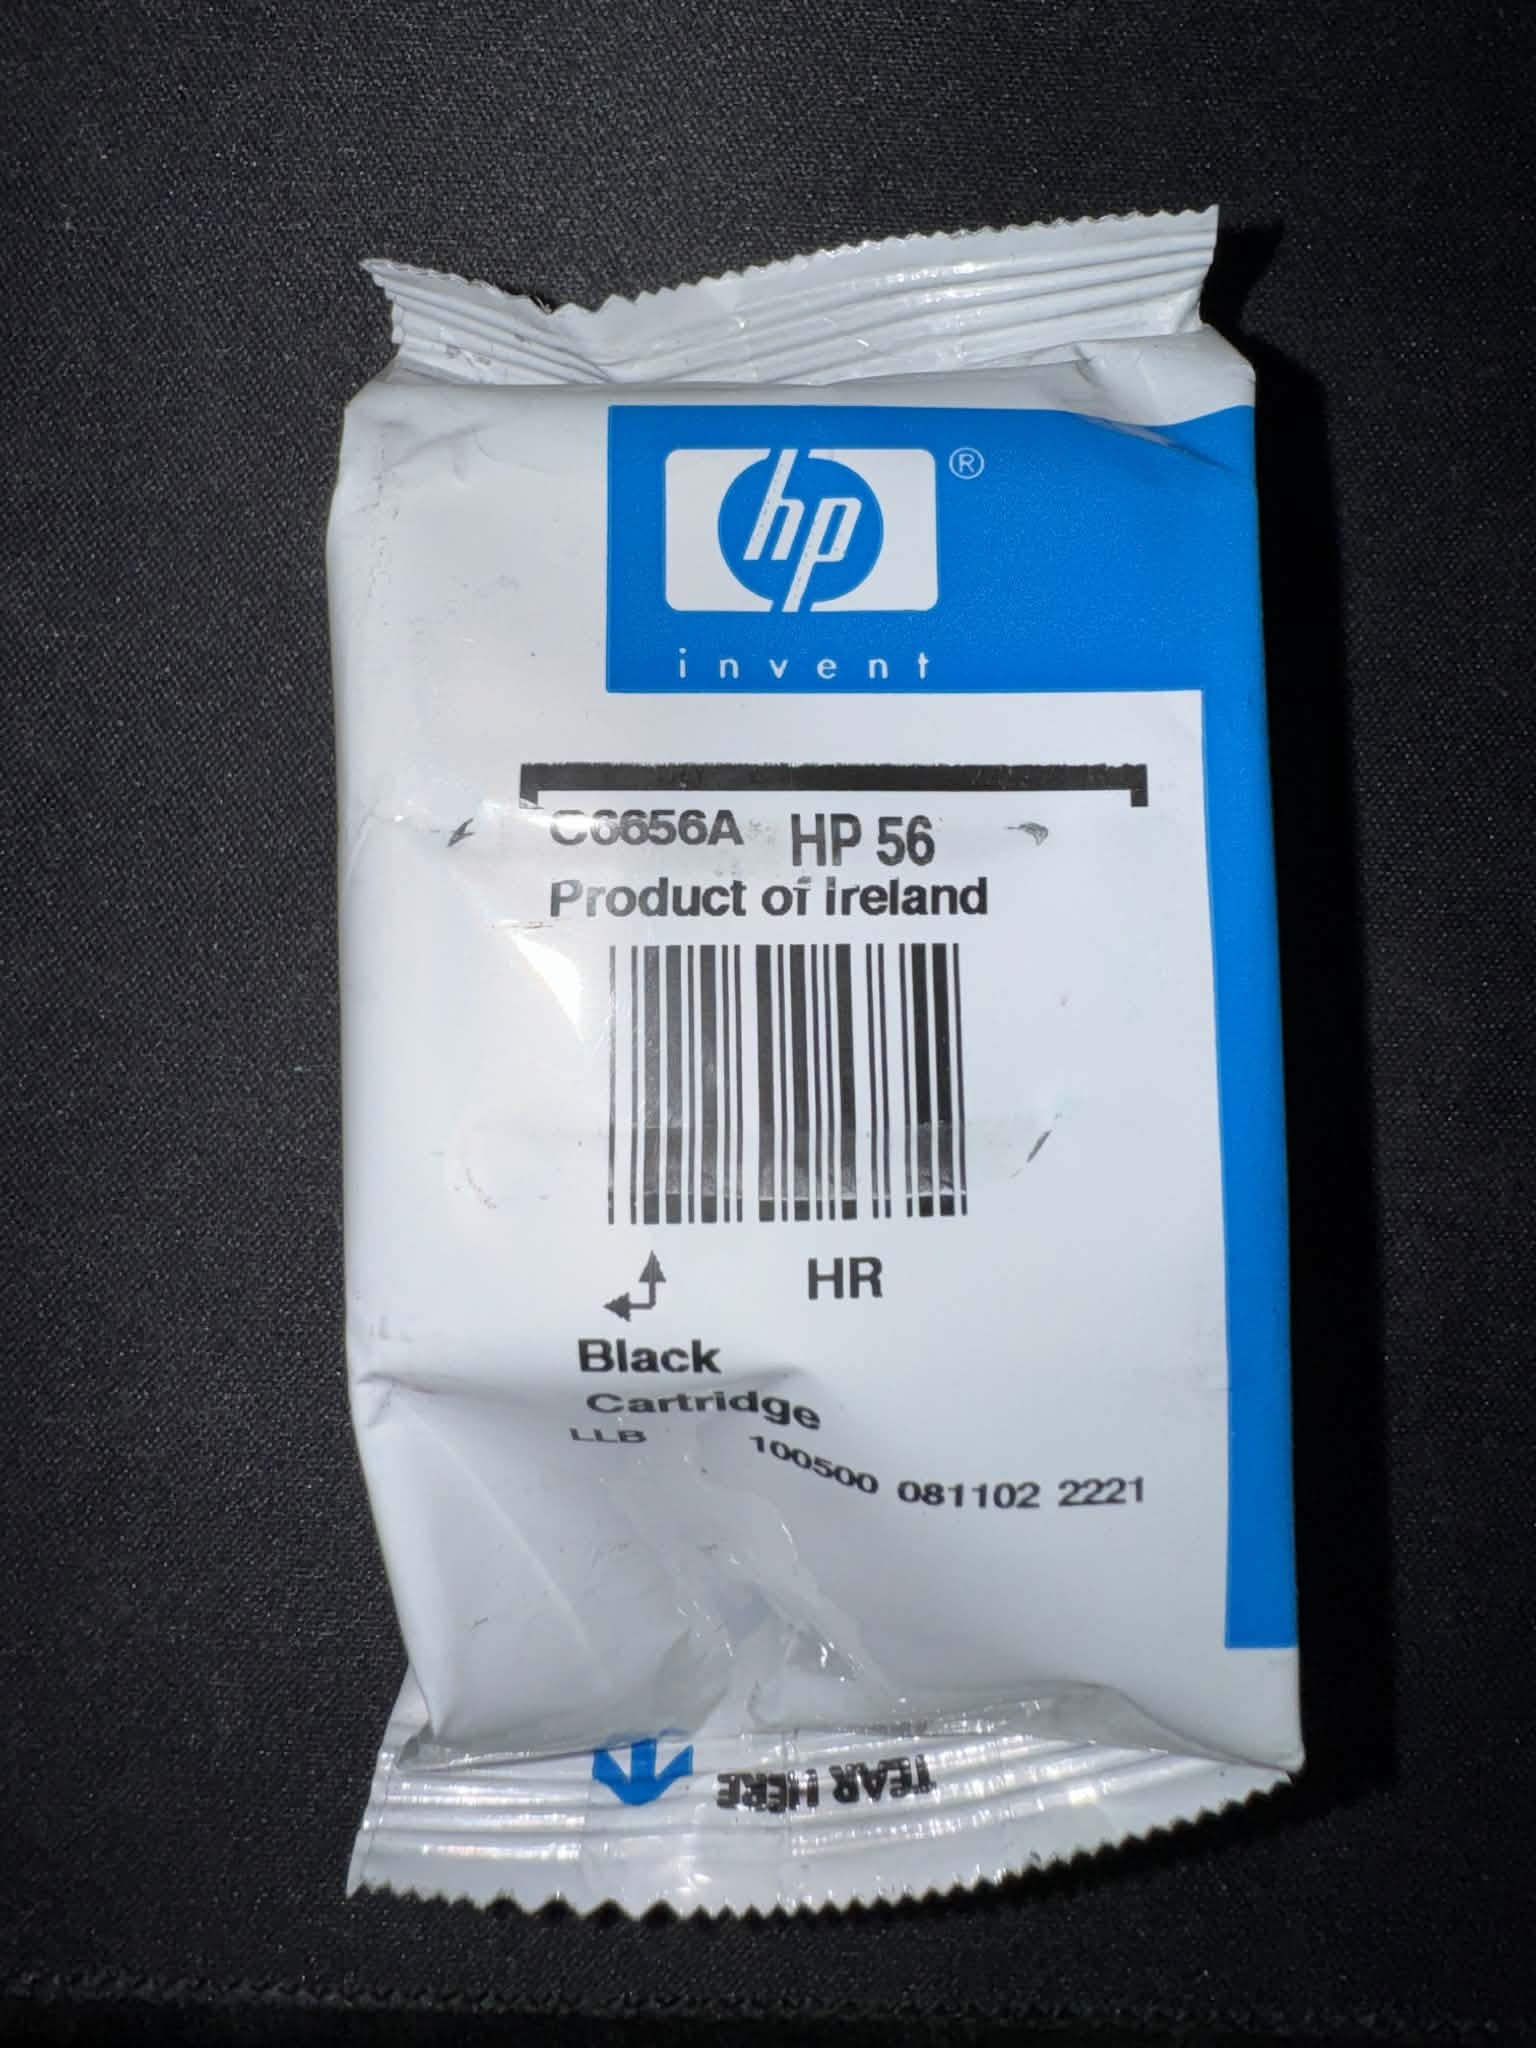 hp ®
invent
C6656A HP 56
Product of Ireland
HR
Black
Cartridge
LLB 100500 081102 2221
TEAR HERE